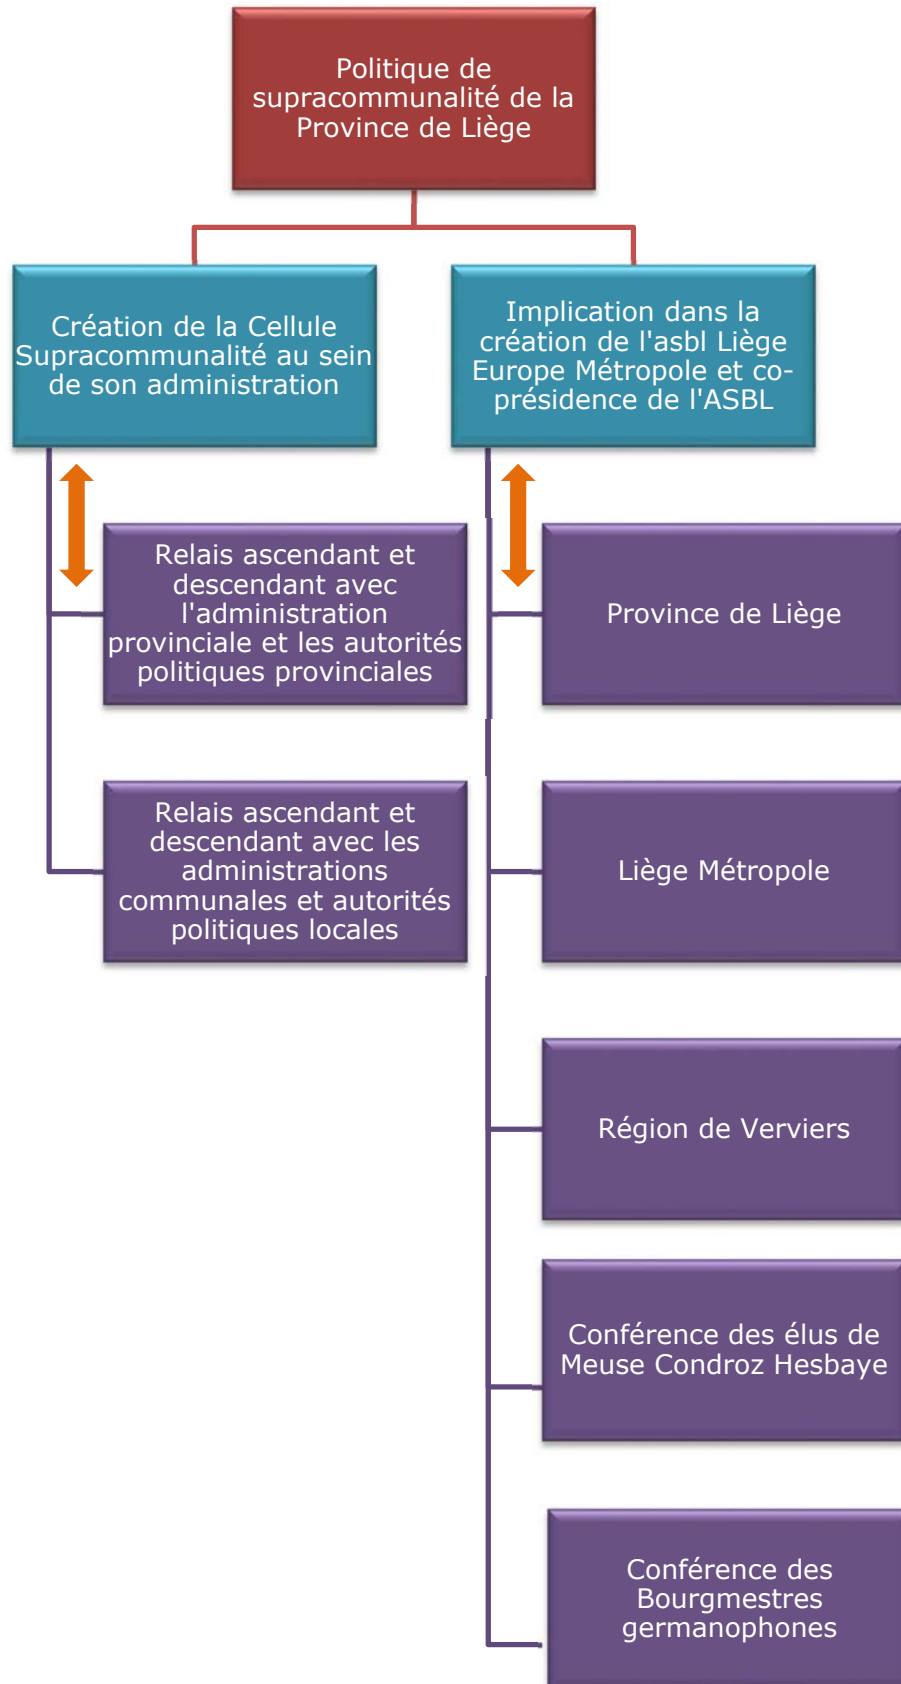 Politique de
supracommunalité de la
Province de Liège
Création de la Cellule
Supracommunalité au sein
de son administration
Implication dans la
création de l'asbl Liège
Europe Métropole et co-
présidence de l'ASBL
Relais ascendant et
descendant avec
l'administration
provinciale et les autorités
politiques provinciales
Relais ascendant et
descendant avec les
administrations
communales et autorités
politiques locales
Province de Liège
Liège Métropole
Région de Verviers
Conférence des élus de
Meuse Condroz Hesbaye
Conférence des
Bourgmestres
germanophones